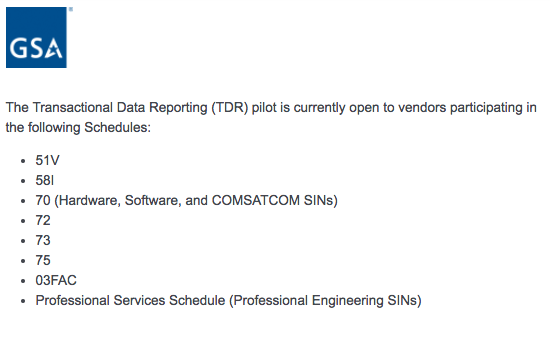 GSA
The Transactional Data Reporting (TDR) pilot is currently open to vendors participating in
the following Schedules:
• 51V
• 58I
• 70 (Hardware, Software, and COMSATCOM SINs)
• 72
• 73
• 75
• 03FAC
• Professional Services Schedule (Professional Engineering SINs)